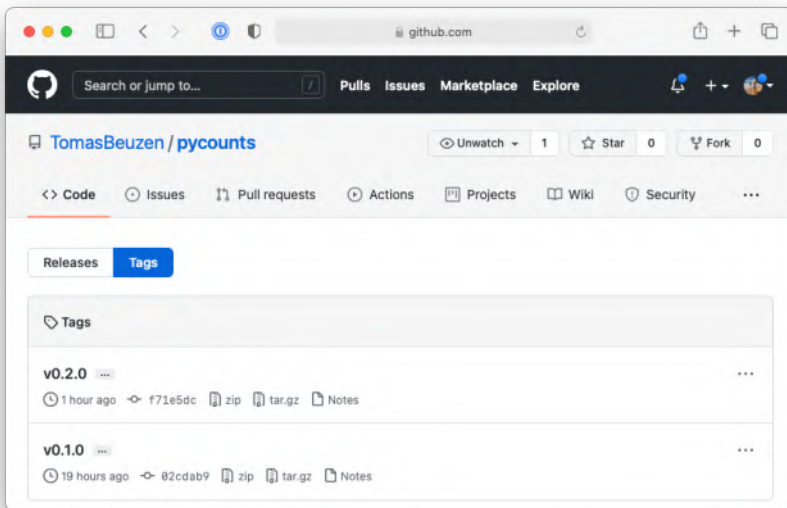 github.com
Search or jump to... / Pulls Issues Marketplace Explore
TomasBeuzen / pycounts Unwatch 1 Star 0 Fork 0
<> Code Issues Pull requests Actions Projects Wiki Security ...
Releases Tags
Tags
v0.2.0 ...
1 hour ago f71e5dc zip tar.gz Notes
v0.1.0 ...
19 hours ago 02cdab9 zip tar.gz Notes